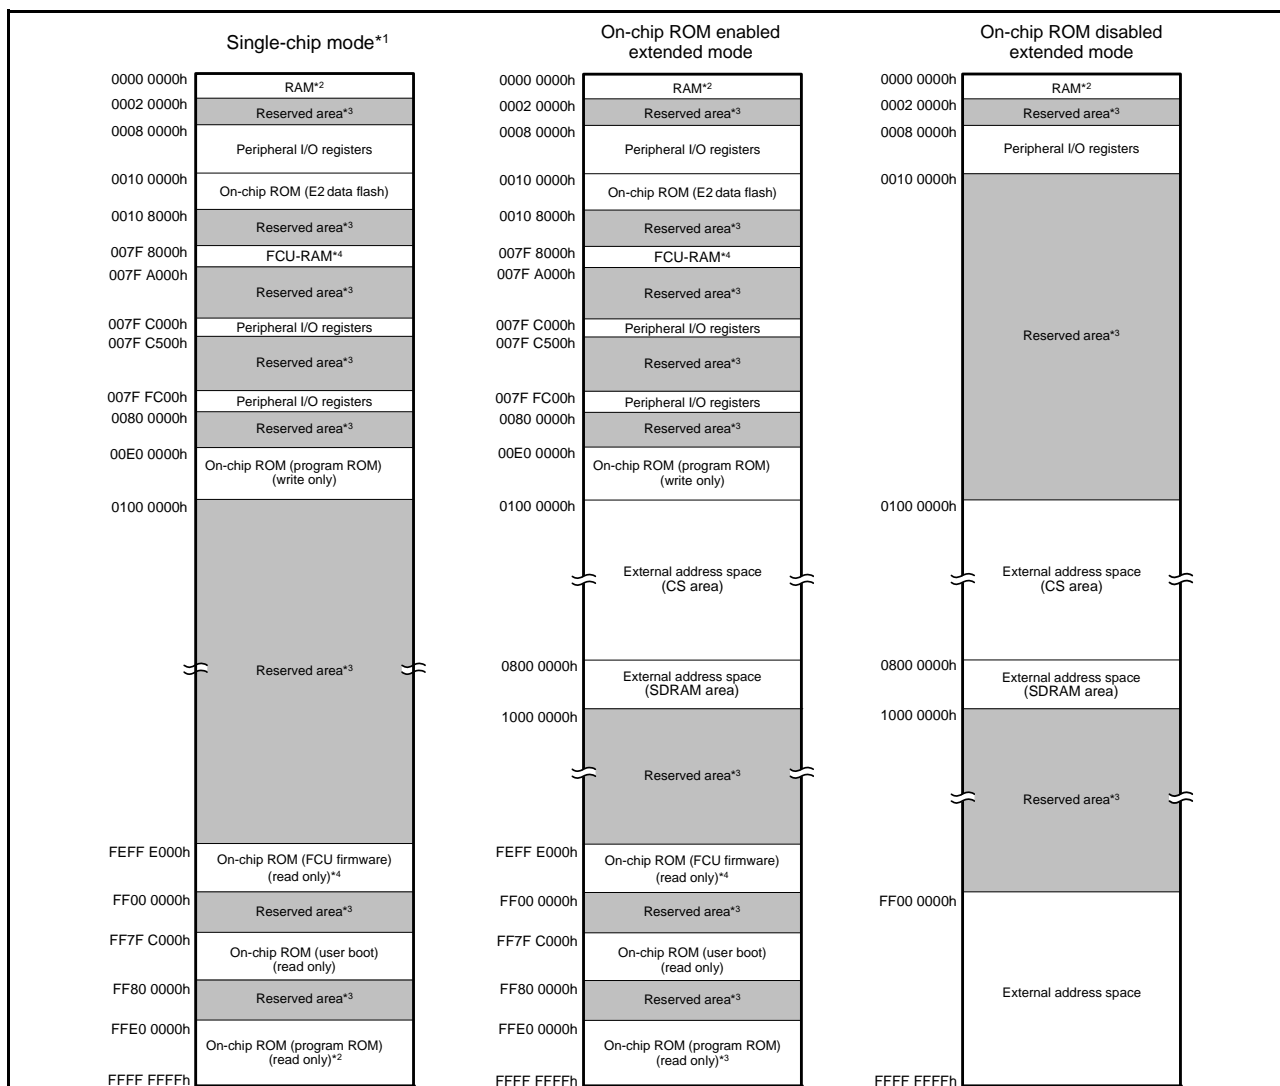 Single-chip mode*1
0000 0000h
RAM*2
0002 0000h
Reserved area*3
0008 0000h
Peripheral I/O registers
0010 0000h
On-chip ROM (E2 data flash)
0010 8000h
Reserved area*3
007F 8000h
FCU-RAM*4
007F A000h
Reserved area*3
007F C000h
Peripheral I/O registers
007F C500h
Reserved area*3
007F FC00h
Peripheral I/O registers
0080 0000h
Reserved area*3
00E0 0000h
On-chip ROM (program ROM)
(write only)
0100 0000h
Reserved area*3
FEFF E000h
On-chip ROM (FCU firmware)
(read only)*4
FF00 0000h
Reserved area*3
FF7F C000h
On-chip ROM (user boot)
(read only)
FF80 0000h
Reserved area*3
FFE0 0000h
On-chip ROM (program ROM)
(read only)*2
FFFF FFFFh
On-chip ROM enabled
extended mode
0000 0000h
RAM*2
0002 0000h
Reserved area*3
0008 0000h
Peripheral I/O registers
0010 0000h
On-chip ROM (E2 data flash)
0010 8000h
Reserved area*3
007F 8000h
FCU-RAM*4
007F A000h
Reserved area*3
007F C000h
Peripheral I/O registers
007F C500h
Reserved area*3
007F FC00h
Peripheral I/O registers
0080 0000h
Reserved area*3
00E0 0000h
On-chip ROM (program ROM)
(write only)
0100 0000h
External address space
(CS area)
0800 0000h
External address space
(SDRAM area)
1000 0000h
Reserved area*3
FEFF E000h
On-chip ROM (FCU firmware)
(read only)*4
FF00 0000h
Reserved area*3
FF7F C000h
On-chip ROM (user boot)
(read only)
FF80 0000h
Reserved area*3
FFE0 0000h
On-chip ROM (program ROM)
(read only)*3
FFFF FFFFh
On-chip ROM disabled
extended mode
0000 0000h
RAM*2
0002 0000h
Reserved area*3
0008 0000h
Peripheral I/O registers
0010 0000h
Reserved area*3
0100 0000h
External address space
(CS area)
0800 0000h
External address space
(SDRAM area)
1000 0000h
Reserved area*3
FF00 0000h
External address space
FFFF FFFFh